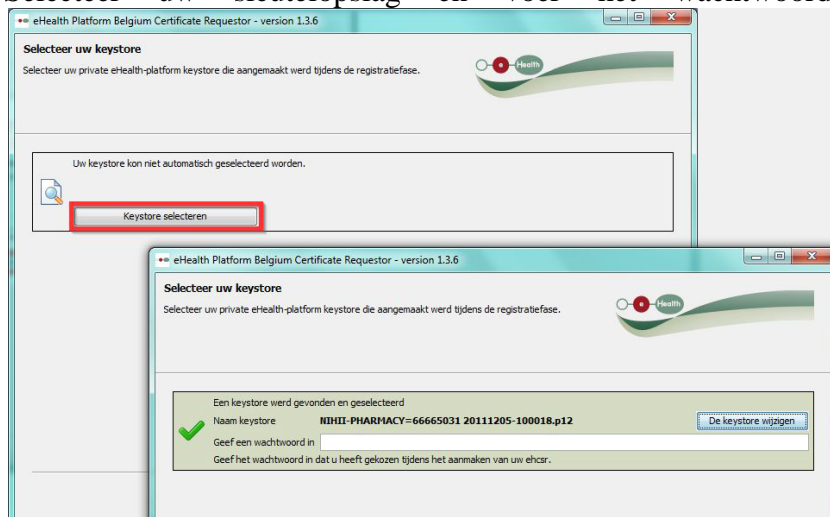 Selecteer uw sleutelopslag en voer het wachtwoord
eHealth Platform Belgium Certificate Requestor - version 1.3.6
Selecteer uw keystore
Selecteer uw private eHealth-platform keystore die aangemaakt werd tijdens de registratiefase.
e Health
Uw keystore kon niet automatisch geselecteerd worden.
Keystore selecteren
eHealth Platform Belgium Certificate Requestor - version 1.3.6
Selecteer uw keystore
Selecteer uw private eHealth-platform keystore die aangemaakt werd tijdens de registratiefase.
e Health
Een keystore werd gevonden en geselecteerd
Naam keystore NIHII-PHARMACY=66665031 20111205-100018.p12 De keystore wijzigen
Geef een wachtwoord in
Geef het wachtwoord in dat u heeft gekozen tijdens het aanmaken van uw ehcsr.